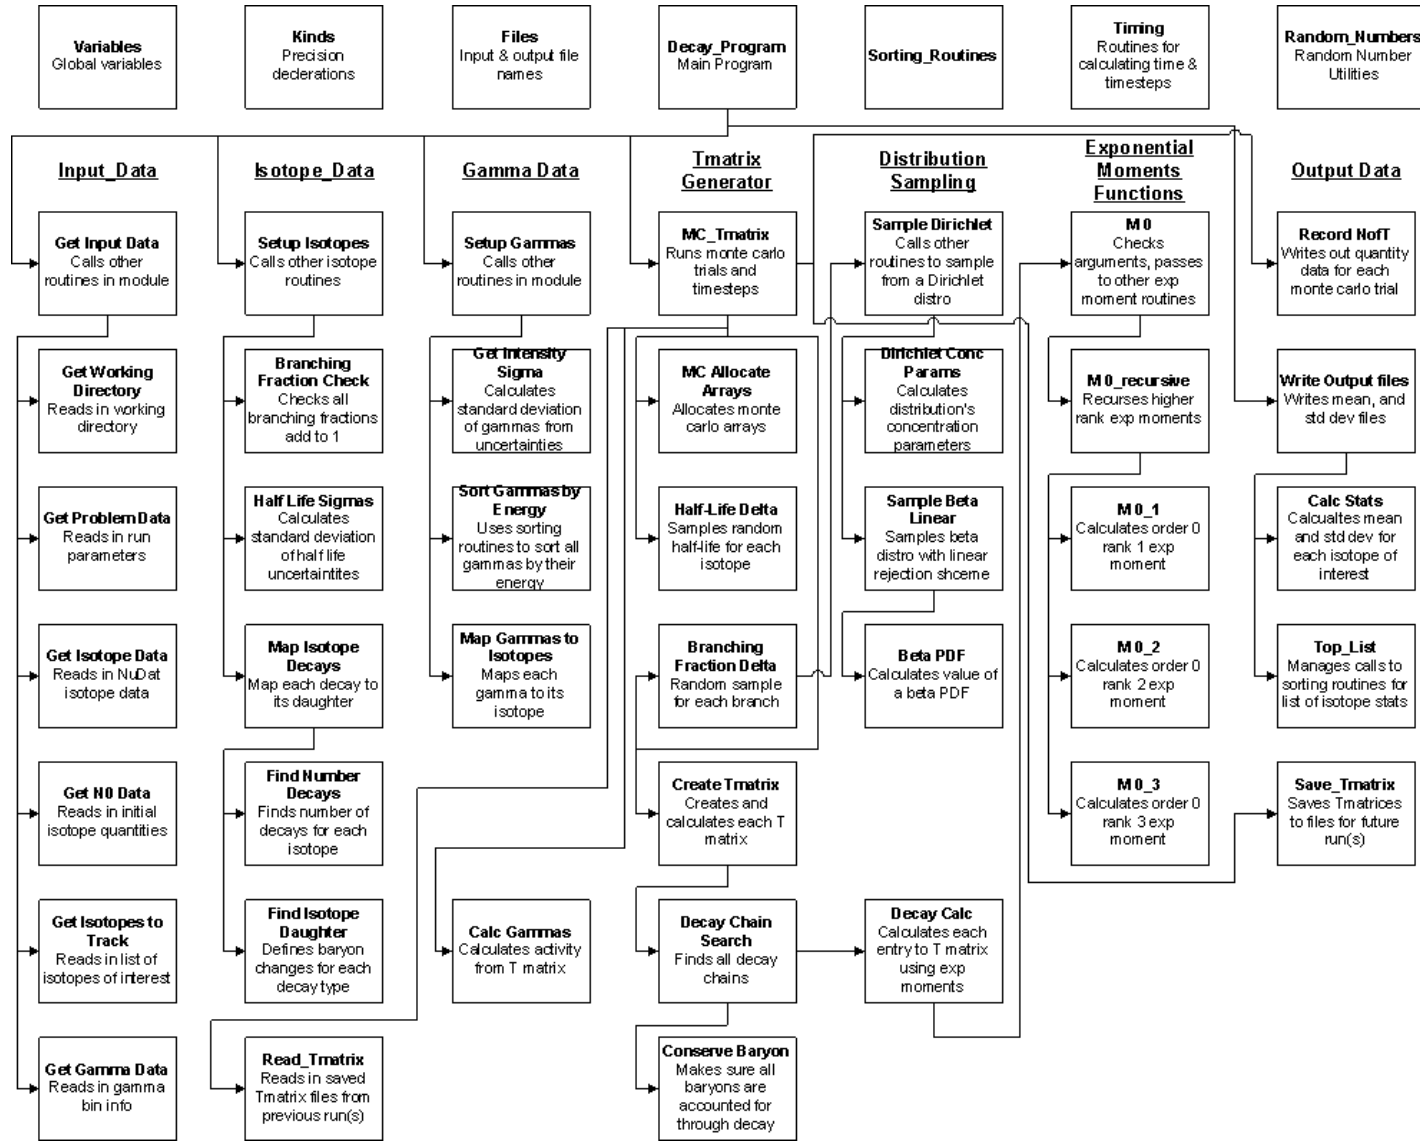 Variables
Global variables
Kinds
Precision
declerations
Files
Input & output file
names
Decay_Program
Main Program
Sorting_Routines
Timing
Routines for
calculating time &
timesteps
Random_Numbers
Random Number
Utilities
Input_Data
Isotope_Data
Gamma Data
Tmatrix
Generator
Distribution
Sampling
Exponential
Moments
Functions
Output Data
Get Input Data
Calls other
routines in module
Setup Isotopes
Calls other isotope
routines
Setup Gammas
Calls other
routines in module
MC_Tmatrix
Runs monte carlo
trials and
timesteps
Sample Dirichlet
Calls other
routines to sample
from a Dirichlet
distro
M0
Checks
arguments, passes
to other exp
moment routines
Record NofT
Writes out quantity
data for each
monte carlo trial
Get Working
Directory
Reads in working
directory
Branching
Fraction Check
Checks all
branching fractions
add to 1
Get Intensity
Sigma
Calculates
standard deviation
of gammas from
uncertainties
MC Allocate
Arrays
Allocates monte
carlo arrays
Dirichlet Conc
Params
Calculates
distribution's
concentration
parameters
M0_recursive
Recurses higher
rank exp moments
Write Output files
Writes mean, and
std dev files
Get Problem Data
Reads in run
parameters
Half Life Sigmas
Calculates
standard deviation
of half life
uncertaintites
Sort Gammas by
Energy
Uses sorting
routines to sort all
gammas by their
energy
Half-Life Delta
Samples random
half-life for each
isotope
Sample Beta
Linear
Samples beta
distro with linear
rejection shceme
M0_1
Calculates order 0
rank 1 exp
moment
Calc Stats
Calcualtes mean
and std dev for
each isotope of
interest
Get Isotope Data
Reads in NuDat
isotope data
Map Isotope
Decays
Map each decay to
its daughter
Map Gammas to
Isotopes
Maps each
gamma to its
isotope
Branching
Fraction Delta
Random sample
for each branch
Beta PDF
Calculates value of
a beta PDF
M0_2
Calculates order 0
rank 2 exp
moment
Top_List
Manages calls to
sorting routines for
list of isotope stats
Get N0 Data
Reads in initial
isotope quantities
Find Number
Decays
Finds number of
decays for each
isotope
Create Tmatrix
Creates and
calculates each T
matrix
M0_3
Calculates order 0
rank 3 exp
moment
Save_Tmatrix
Saves Tmatrices
to files for future
run(s)
Get Isotopes to
Track
Reads in list of
isotopes of interest
Find Isotope
Daughter
Defines baryon
changes for each
decay type
Calc Gammas
Calculates activity
from T matrix
Decay Chain
Search
Finds all decay
chains
Decay Calc
Calculates each
entry to T matrix
using exp
moments
Get Gamma Data
Reads in gamma
bin info
Read_Tmatrix
Reads in saved
Tmatrix files from
previous run(s)
Conserve Baryon
Makes sure all
baryons are
accounted for
through decay